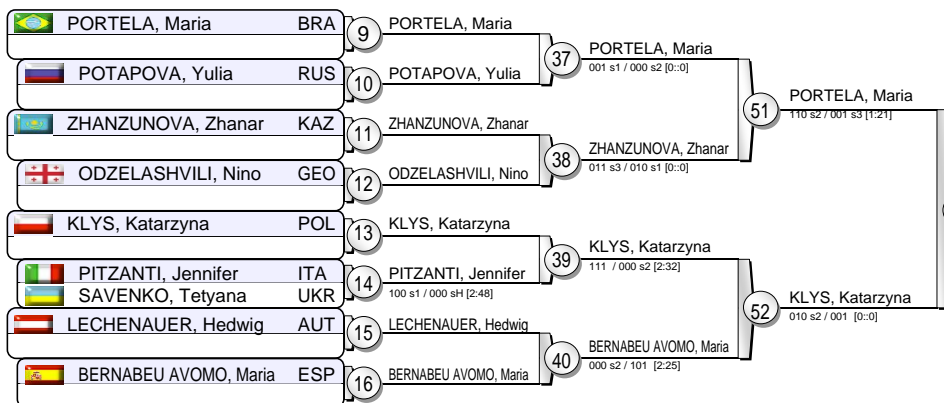 PORTELA, Maria BRA
9
PORTELA, Maria
POTAPOVA, Yulia RUS
10
POTAPOVA, Yulia
37
PORTELA, Maria
001 s1 / 000 s2 [0::0]
ZHANZUNOVA, Zhanar KAZ
11
ZHANZUNOVA, Zhanar
ODZELASHVILI, Nino GEO
12
ODZELASHVILI, Nino
38
ZHANZUNOVA, Zhanar
011 s3 / 010 s1 [0::0]
51
PORTELA, Maria
110 s2 / 001 s3 [1:21]
KLYS, Katarzyna POL
13
KLYS, Katarzyna
PITZANTI, Jennifer ITA
SAVENKO, Tetyana UKR
14
PITZANTI, Jennifer
100 s1 / 000 sH [2:48]
39
KLYS, Katarzyna
111 / 000 s2 [2:32]
LECHENAUER, Hedwig AUT
15
LECHENAUER, Hedwig
BERNABEU AVOMO, Maria ESP
16
BERNABEU AVOMO, Maria
40
BERNABEU AVOMO, Maria
000 s2 / 101 [2:25]
52
KLYS, Katarzyna
010 s2 / 001 [0::0]